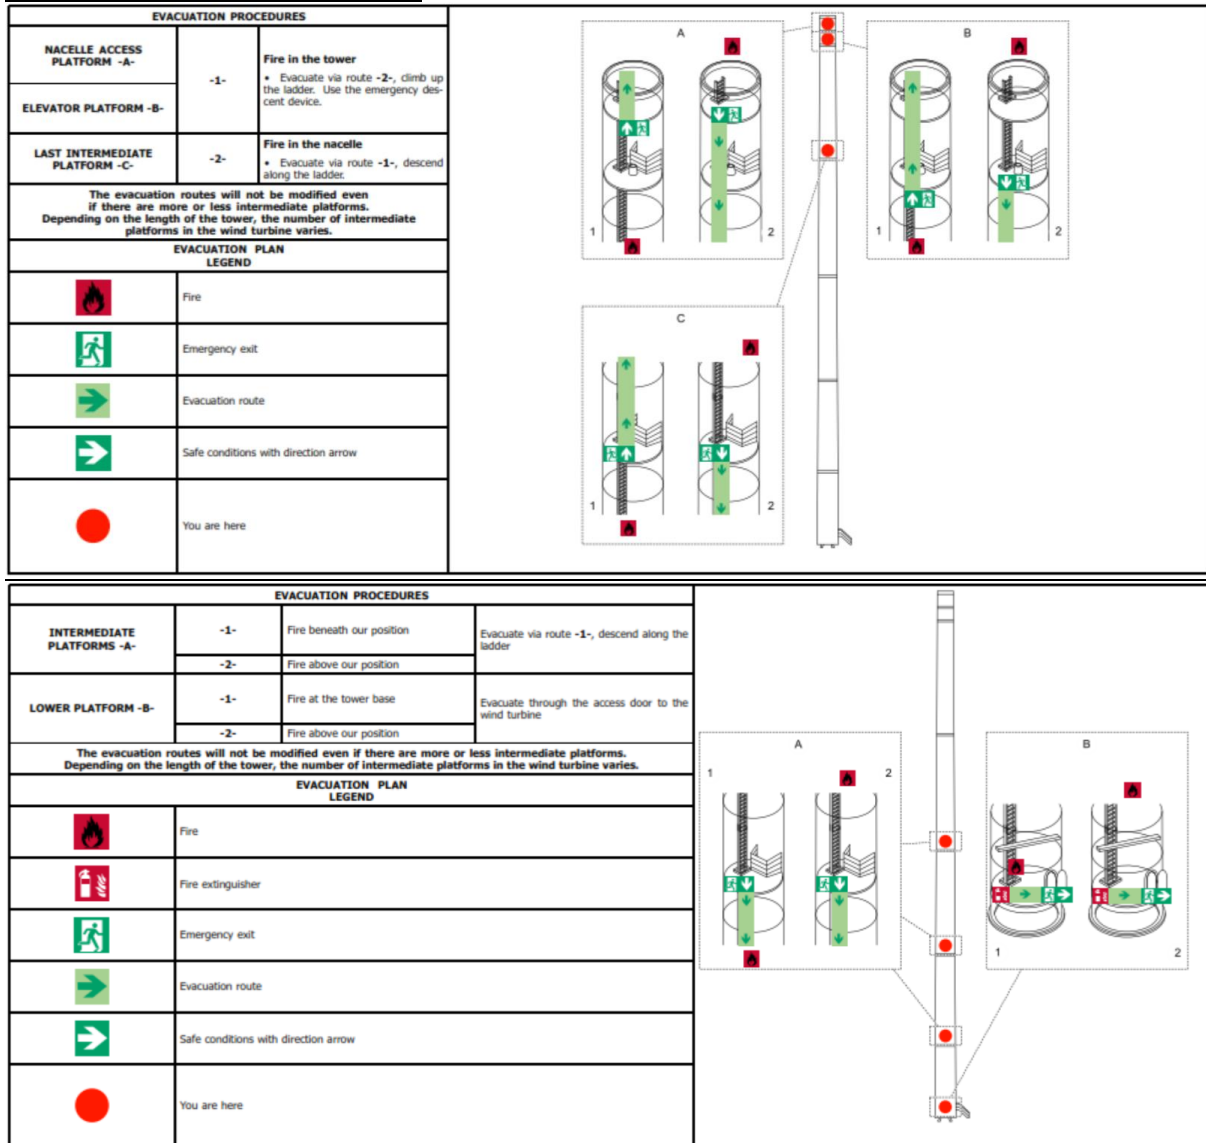 EVACUATION PROCEDURES
NACELLE ACCESS
PLATFORM -A-
ELEVATOR PLATFORM -B-
-1-
Fire in the tower
• Evacuate via route -2-, climb up
the ladder. Use the emergency des-
cent device.
LAST INTERMEDIATE
PLATFORM -C-
-2-
Fire in the nacelle
• Evacuate via route -1-, descend
along the ladder.
The evacuation routes will not be modified even
if there are more or less intermediate platforms.
Depending on the length of the tower, the number of intermediate
platforms in the wind turbine varies.
EVACUATION PLAN
LEGEND
Fire
Emergency exit
Evacuation route
Safe conditions with direction arrow
You are here
A
1
2
B
1
2
C
1
2
EVACUATION PROCEDURES
INTERMEDIATE
PLATFORMS -A-
-1-
Fire beneath our position
Evacuate via route -1-, descend along the
ladder
-2-
Fire above our position
LOWER PLATFORM -B-
-1-
Fire at the tower base
Evacuate through the access door to the
wind turbine
-2-
Fire above our position
The evacuation routes will not be modified even if there are more or less intermediate platforms.
Depending on the length of the tower, the number of intermediate platforms in the wind turbine varies.
EVACUATION PLAN
LEGEND
Fire
Fire extinguisher
Emergency exit
Evacuation route
Safe conditions with direction arrow
You are here
A
1
2
B
1
2